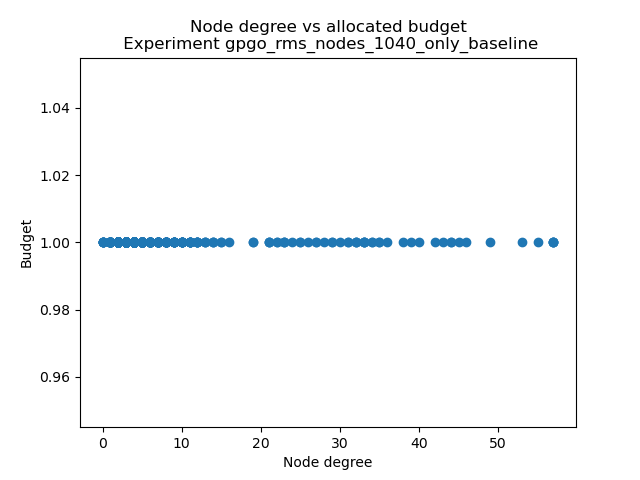 Node degree vs allocated budget
Experiment gpgo_rms_nodes_1040_only_baseline
1.04
1.02
1.00
0.98
0.96
Budget
0
10
20
30
40
50
Node degree